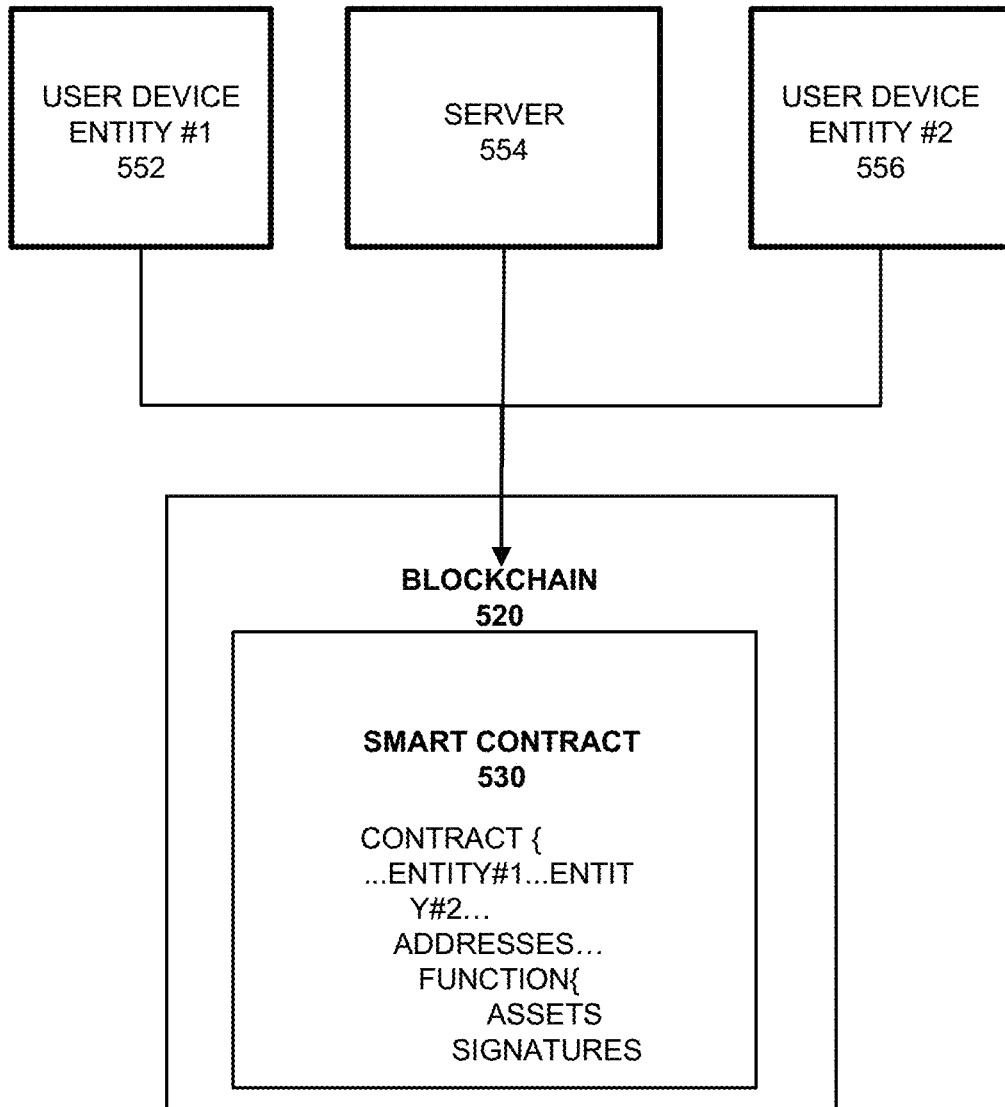 USER DEVICE
ENTITY #1
552
SERVER
554
USER DEVICE
ENTITY #2
556
BLOCKCHAIN
520
SMART CONTRACT
530
CONTRACT {
...ENTITY#1...ENTIT
Y#2...
ADDRESSES...
FUNCTION{
ASSETS
SIGNATURES